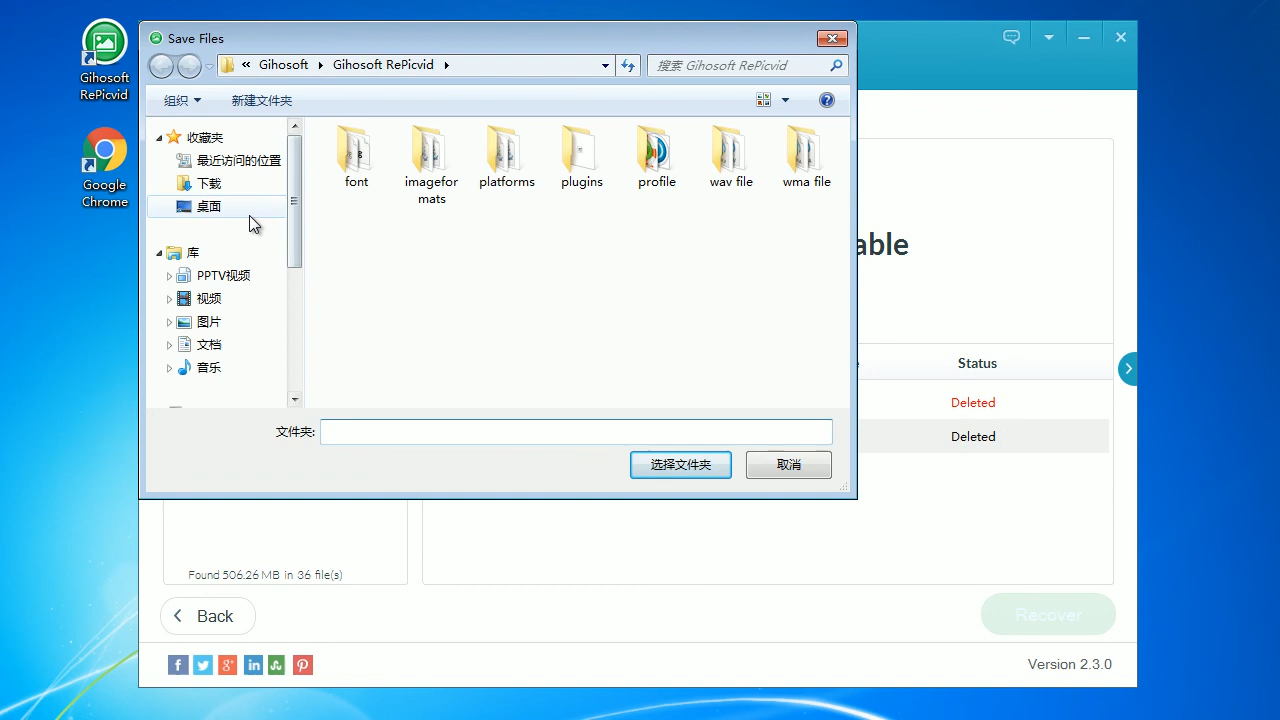 Gihosoft
RePicvid
Google
Chrome
Save Files
« Gihosoft ▸ Gihosoft RePicvid ▸
搜索 Gihosoft RePicvid
组织
新建文件夹
收藏夹
最近访问的位置
下载
桌面
库
PPTV视频
视频
图片
文档
音乐
font
imagefor
mats
platforms
plugins
profile
wav file
wma file
文件夹:
选择文件夹
取消
able
Status
Deleted
Deleted
Found 506.26 MB in 36 file(s)
Back
Recover
Version 2.3.0